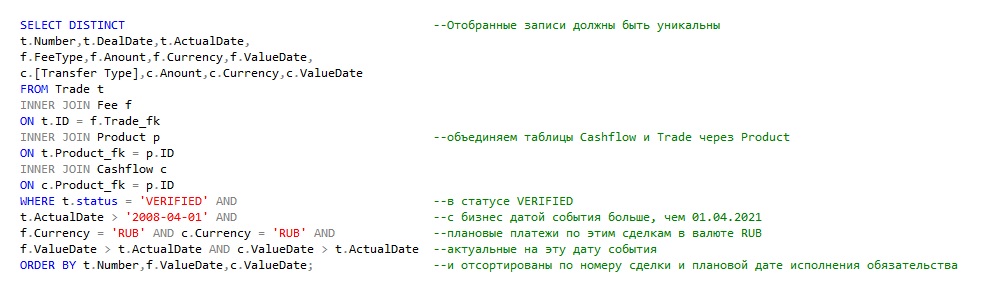 SELECT DISTINCT --Отобранные записи должны быть уникальны
t.Number,t.DealDate,t.ActualDate,
f.FeeType,f.Anount,f.Currency,f.ValueDate,
c.[Transfer Type],c.Anount,c.Currency,c.ValueDate
FROM Trade t
INNER JOIN Fee f
ON t.ID = f.Trade_fk
INNER JOIN Product p --объединяем таблицы Cashflow и Trade через Product
ON t.Product_fk = p.ID
INNER JOIN Cashflow c
ON c.Product_fk = p.ID
WHERE t.status = 'VERIFIED' AND --в статусе VERIFIED
t.ActualDate > '2008-04-01' AND --с бизнес датой события больше, чем 01.04.2021
f.Currency = 'RUB' AND c.Currency = 'RUB' AND --плановые платежи по этим сделкам в валюте RUB
f.ValueDate > t.ActualDate AND c.ValueDate > t.ActualDate --актуальные на эту дату события
ORDER BY t.Number,f.ValueDate,c.ValueDate; --и отсортированы по номеру сделки и плановой дате исполнения обязательства